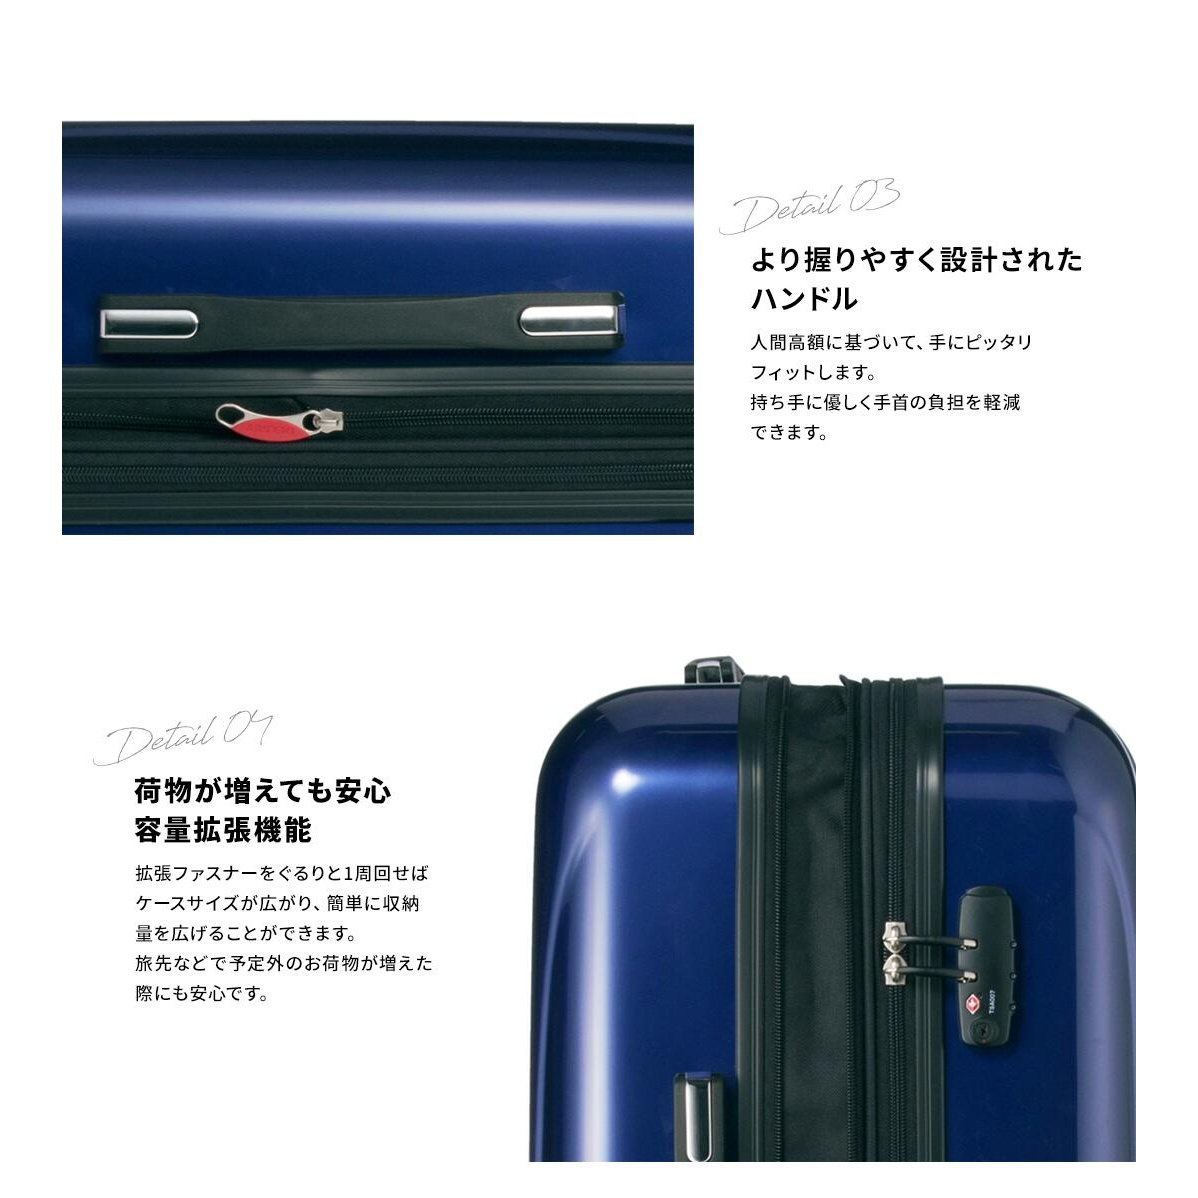 Detail 03
より握りやすく設計された
ハンドル
人間高額に基づいて、手にピッタリ
フィットします。
持ち手に優しく手首の負担を軽減
できます。
Detail 04
荷物が増えても安心
容量拡張機能
拡張ファスナーをぐるりと1周回せば
ケースサイズが広がり、簡単に収納
量を広げることができます。
旅先などで予定外のお荷物が増えた
際にも安心です。
TSA007